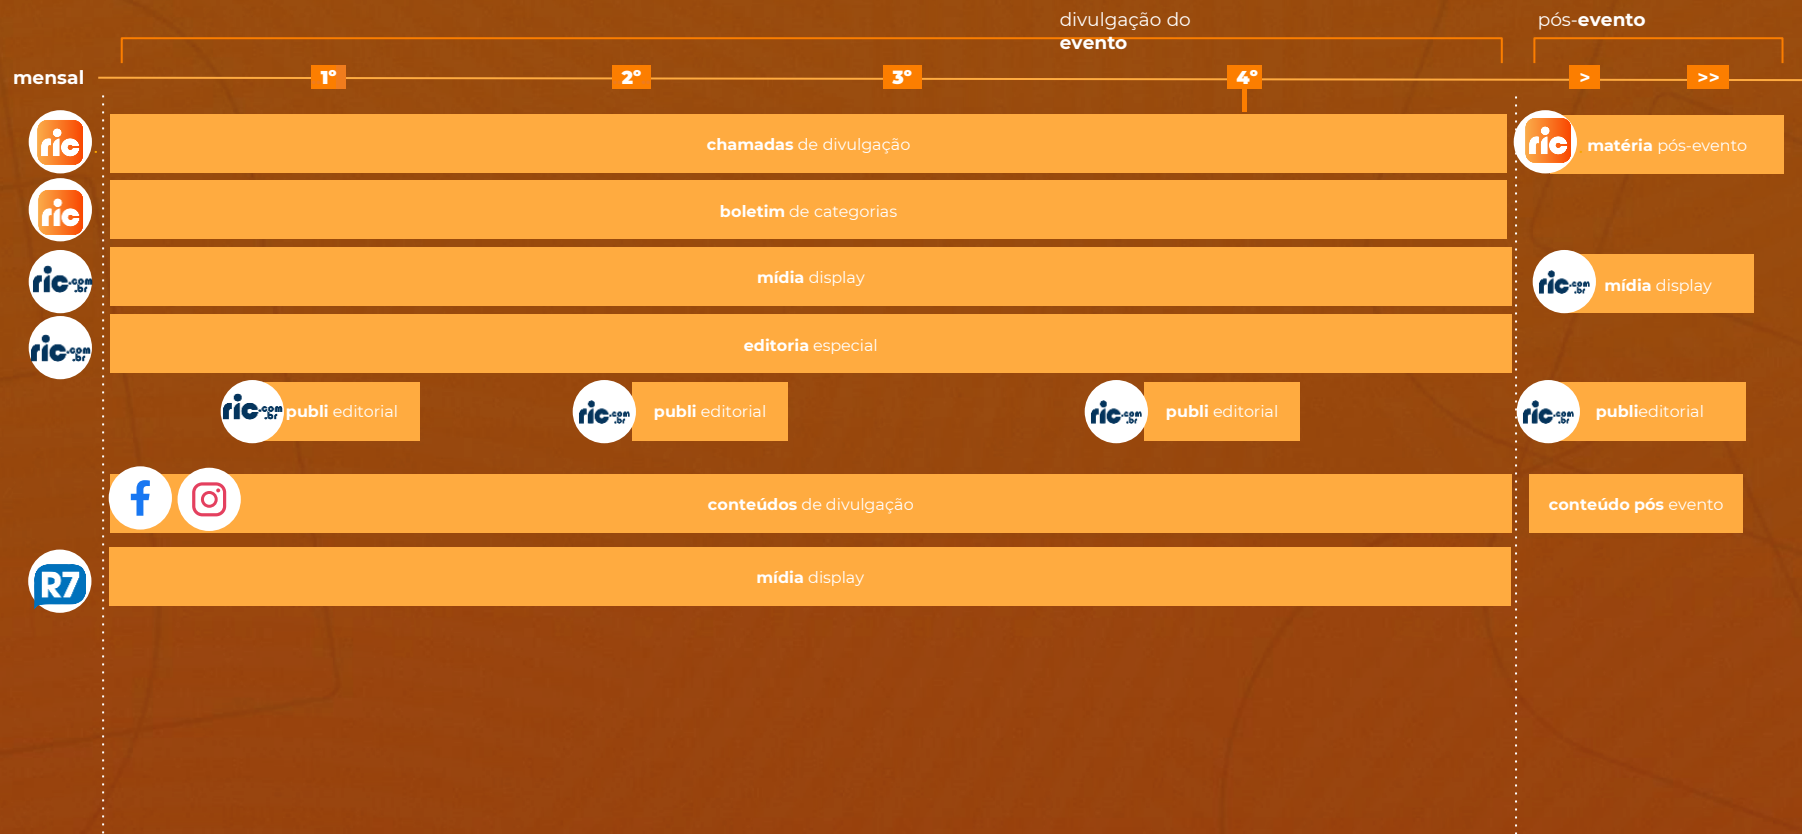 divulgação do
evento
pós-evento
mensal
1º
2º
3º
4º
>
>>
ric
chamadas de divulgação
ric
matéria pós-evento
ric
boletim de categorias
ric.com.br
mídia display
ric.com.br
mídia display
ric.com.br
editoria especial
ric.com.br
publi editorial
ric.com.br
publi editorial
ric.com.br
publi editorial
ric.com.br
publieditorial
conteúdos de divulgação
conteúdo pós evento
R7
mídia display